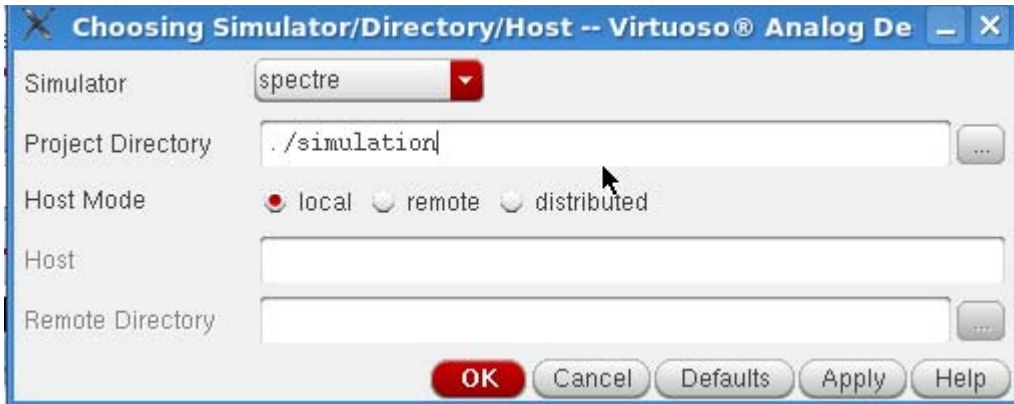 Choosing Simulator/Directory/Host -- Virtuoso® Analog De
Simulator spectre
Project Directory ./simulation ...
Host Mode local remote distributed
Host
Remote Directory ...
OK Cancel Defaults Apply Help